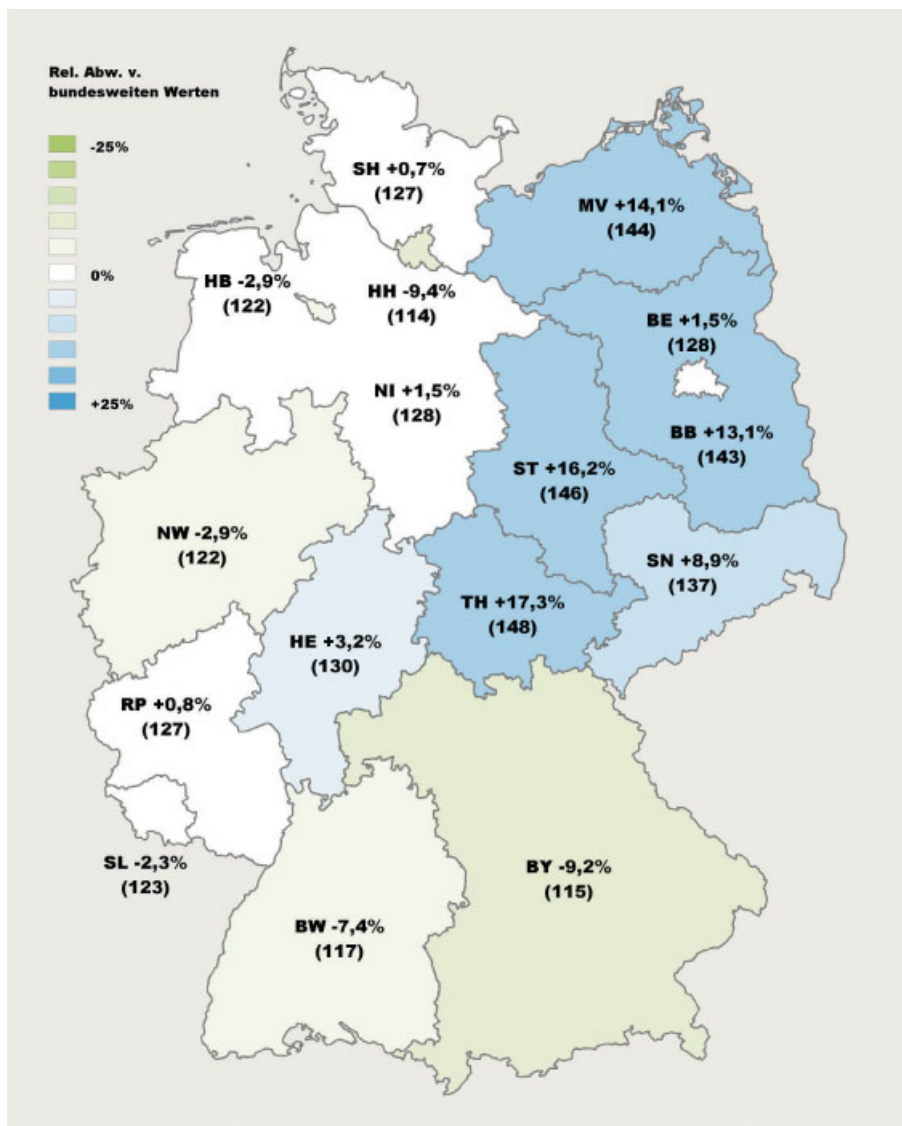 Rel. Abw. v.
bundesweiten Werten
-25%
0%
+25%
SH +0,7%
(127)
MV +14,1%
(144)
HB -2,9%
(122)
HH -9,4%
(114)
BE +1,5%
(128)
NI +1,5%
(128)
BB +13,1%
(143)
ST +16,2%
(146)
NW -2,9%
(122)
SN +8,9%
(137)
TH +17,3%
(148)
HE +3,2%
(130)
RP +0,8%
(127)
SL -2,3%
(123)
BY -9,2%
(115)
BW -7,4%
(117)